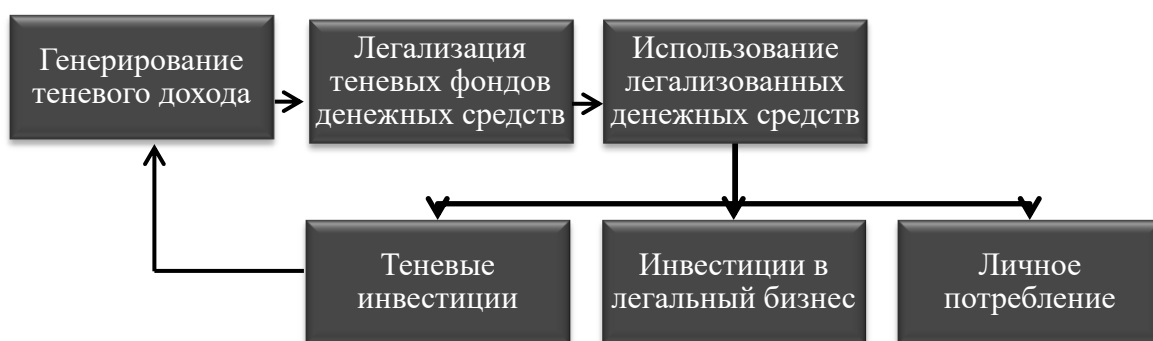 Генерирование
теневого дохода
Легализация
теневых фондов
денежных средств
Использование
легализованных
денежных средств
Теневые
инвестиции
Инвестиции в
легальный бизнес
Личное
потребление